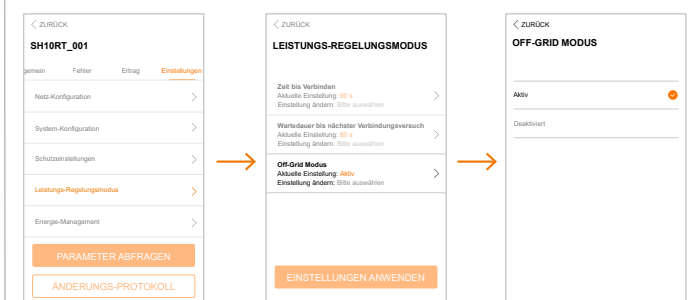 ZURÜCK
SH10RT_001
gemein Fehler Ertrag Einstellungen
Netz-Konfiguration
System-Konfiguration
Schutzeinstellungen
Leistungs-Regelungsmodus
Energie-Management
PARAMETER ABFRAGEN
ÄNDERUNGS-PROTOKOLL
ZURÜCK
LEISTUNGS-REGELUNGSMODUS
Zeit bis Verbinden
Aktuelle Einstellung: 60 s
Einstellung ändern: Bitte auswählen
Wartedauer bis nächster Verbindungsversuch
Aktuelle Einstellung: 60 s
Einstellung ändern: Bitte auswählen
Off-Grid Modus
Aktuelle Einstellung: Aktiv
Einstellung ändern: Bitte auswählen
EINSTELLUNGEN ANWENDEN
ZURÜCK
OFF-GRID MODUS
Aktiv
Deaktiviert